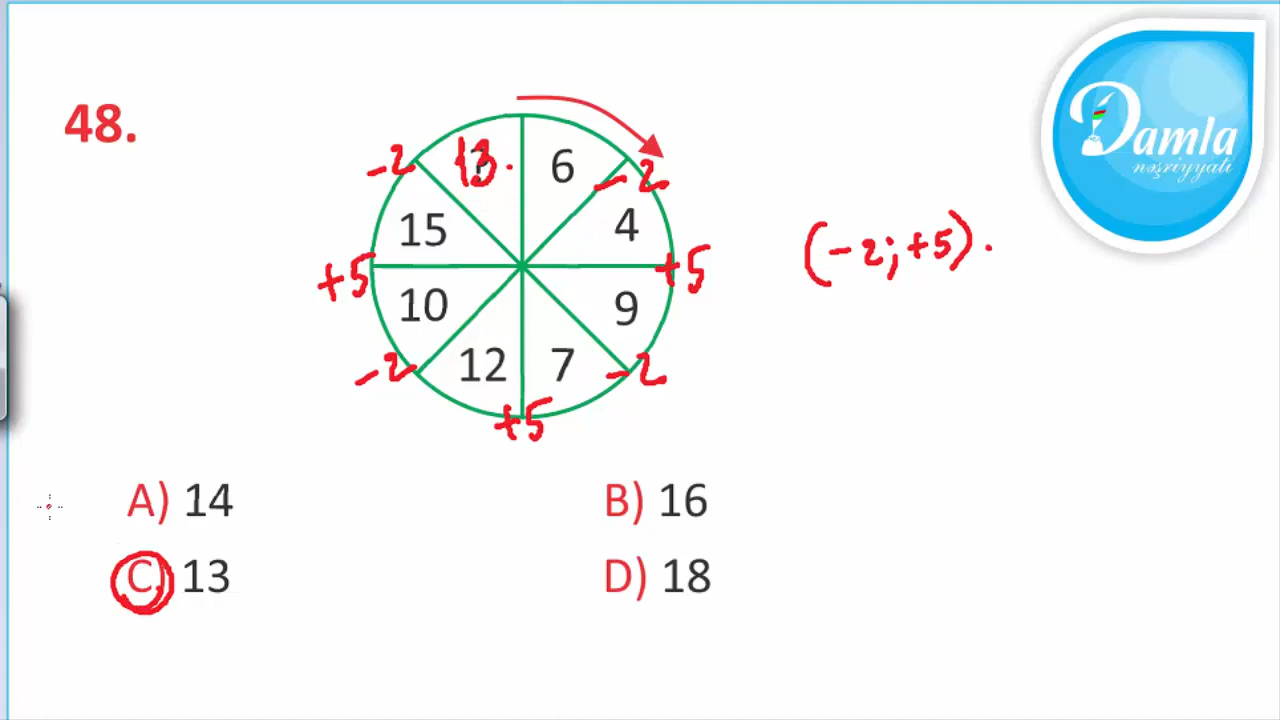 48.
Damla
nəşriyyatı
-2 13. 6 -2
15 4
+5 +5
10 9
-2 12 7 -2
+5
(-2; +5).
A) 14 B) 16
C) 13 D) 18